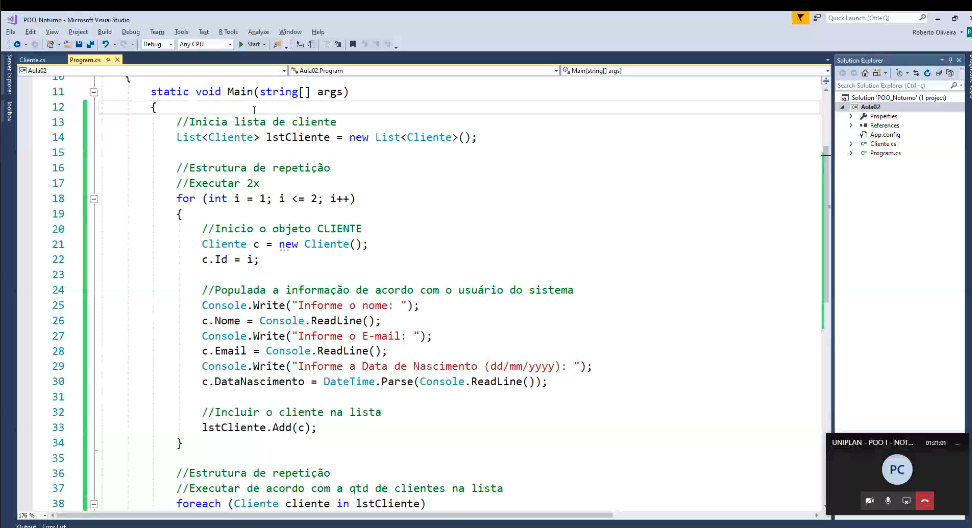 POO_Noturno - Microsoft Visual Studio
Quick Launch (Ctrl+Q)
File Edit View Project Build Debug Team Tools Test R Tools Analyze Window Help
Roberto Oliveira
Debug Any CPU Start
Cliente.cs Program.cs
Solution Explorer
Aula02 Aula02.Program Main(string[] args)
Server Explorer
Toolbox
Search Solution Explorer (Ctrl+ç)
Solution 'POO_Noturno' (1 project)
Aula02
Properties
References
App.config
Cliente.cs
Program.cs
10 {
11 static void Main(string[] args)
12 {
13 //Inicia lista de cliente
14 List<Cliente> lstCliente = new List<Cliente>();
15
16 //Estrutura de repetição
17 //Executar 2x
18 for (int i = 1; i <= 2; i++)
19 {
20 //Inicio o objeto CLIENTE
21 Cliente c = new Cliente();
22 c.Id = i;
23
24 //Populada a informação de acordo com o usuário do sistema
25 Console.Write("Informe o nome: ");
26 c.Nome = Console.ReadLine();
27 Console.Write("Informe o E-mail: ");
28 c.Email = Console.ReadLine();
29 Console.Write("Informe a Data de Nascimento (dd/mm/yyyy): ");
30 c.DataNascimento = DateTime.Parse(Console.ReadLine());
31
32 //Incluir o cliente na lista
33 lstCliente.Add(c);
34 }
35
36 //Estrutura de repetição
37 //Executar de acordo com a qtd de clientes na lista
38 foreach (Cliente cliente in lstCliente)
176 %
Output Error List
UNIPLAN - POO I - NOT... 01:21:01 ...
PC